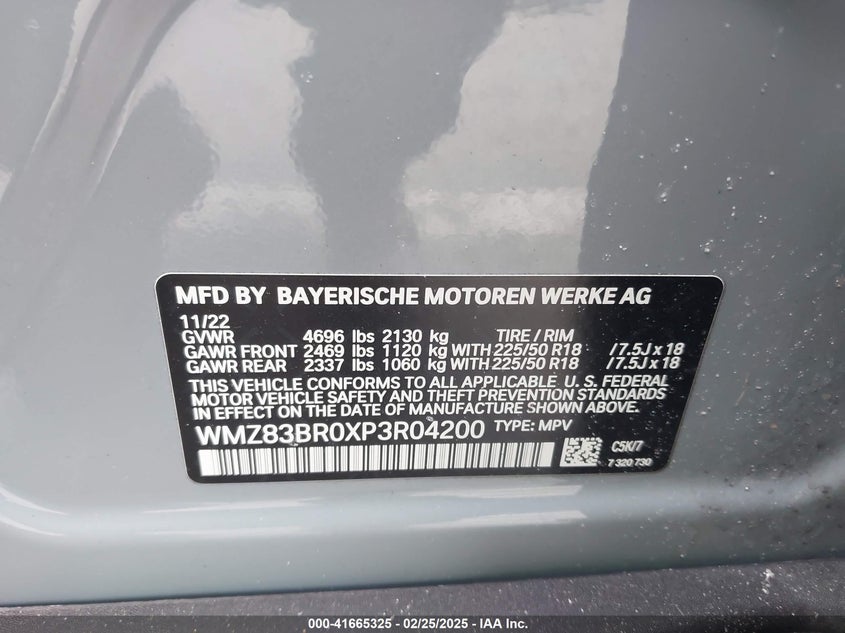 MFD BY BAYERISCHE MOTOREN WERKE AG
11/22
GVWR 4696 lbs 2130 kg TIRE / RIM
GAWR FRONT 2469 lbs 1120 kg WITH 225/50 R18 /7.5J x 18
GAWR REAR 2337 lbs 1060 kg WITH 225/50 R18 /7.5J x 18
THIS VEHICLE CONFORMS TO ALL APPLICABLE U. S. FEDERAL
MOTOR VEHICLE SAFETY AND THEFT PREVENTION STANDARDS
IN EFFECT ON THE DATE OF MANUFACTURE SHOWN ABOVE.
WMZ83BR0XP3R04200 TYPE: MPV
C5K/7
7 320 730
000-41665325 - 02/25/2025 - IAA Inc.